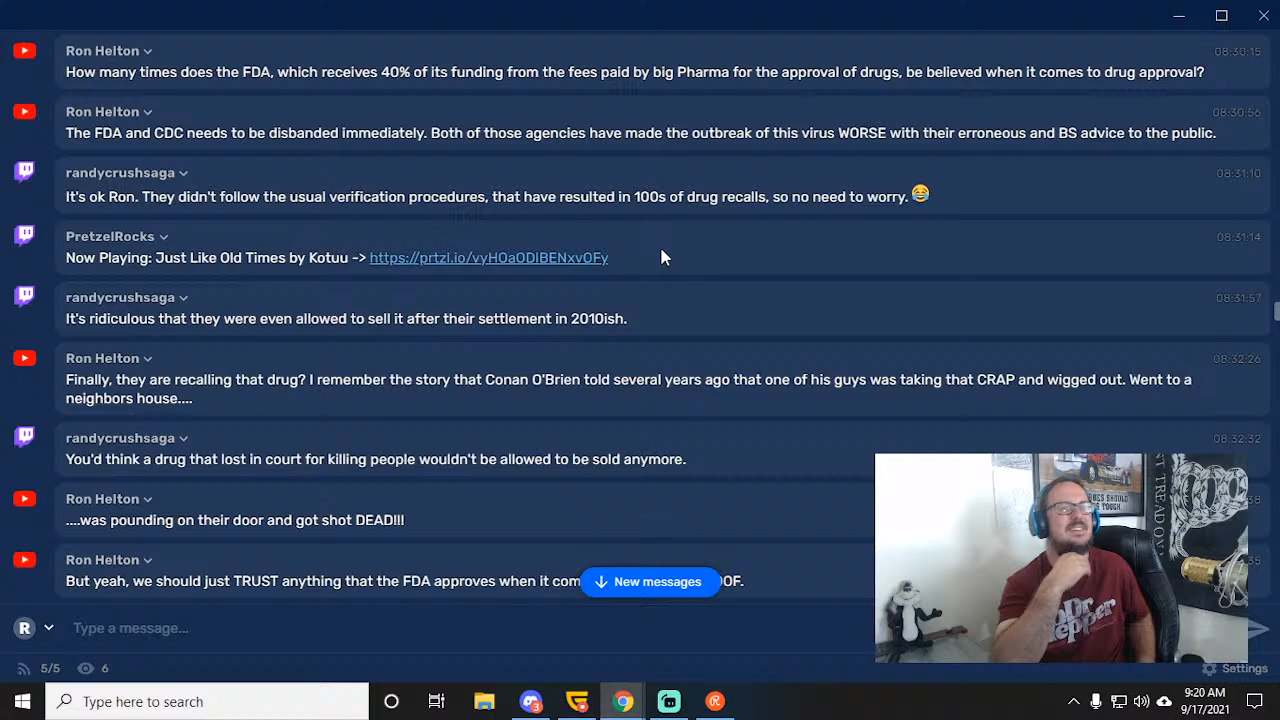 Ron Helton
08:30:15
How many times does the FDA, which receives 40% of its funding from the fees paid by big Pharma for the approval of drugs, be believed when it comes to drug approval?
Ron Helton
08:30:56
The FDA and CDC needs to be disbanded immediately. Both of those agencies have made the outbreak of this virus WORSE with their erroneous and BS advice to the public.
randycrushsaga
08:31:10
It's ok Ron. They didn't follow the usual verification procedures, that have resulted in 100s of drug recalls, so no need to worry. 😂
PretzelRocks
08:31:14
Now Playing: Just Like Old Times by Kotuu -> https://prtzl.io/vyH0aODlBENxvOFy
randycrushsaga
08:31:57
It's ridiculous that they were even allowed to sell it after their settlement in 2010ish.
Ron Helton
08:32:26
Finally, they are recalling that drug? I remember the story that Conan O'Brien told several years ago that one of his guys was taking that CRAP and wigged out. Went to a
neighbors house....
randycrushsaga
08:32:32
You'd think a drug that lost in court for killing people wouldn't be allowed to be sold anymore.
Ron Helton
38
....was pounding on their door and got shot DEAD!!!
Ron Helton
35
But yeah, we should just TRUST anything that the FDA approves when it com
New messages
OF.
R
Type a message...
5/5
6
Settings
Dr Pepper
Type here to search
3
9:20 AM
9/17/2021